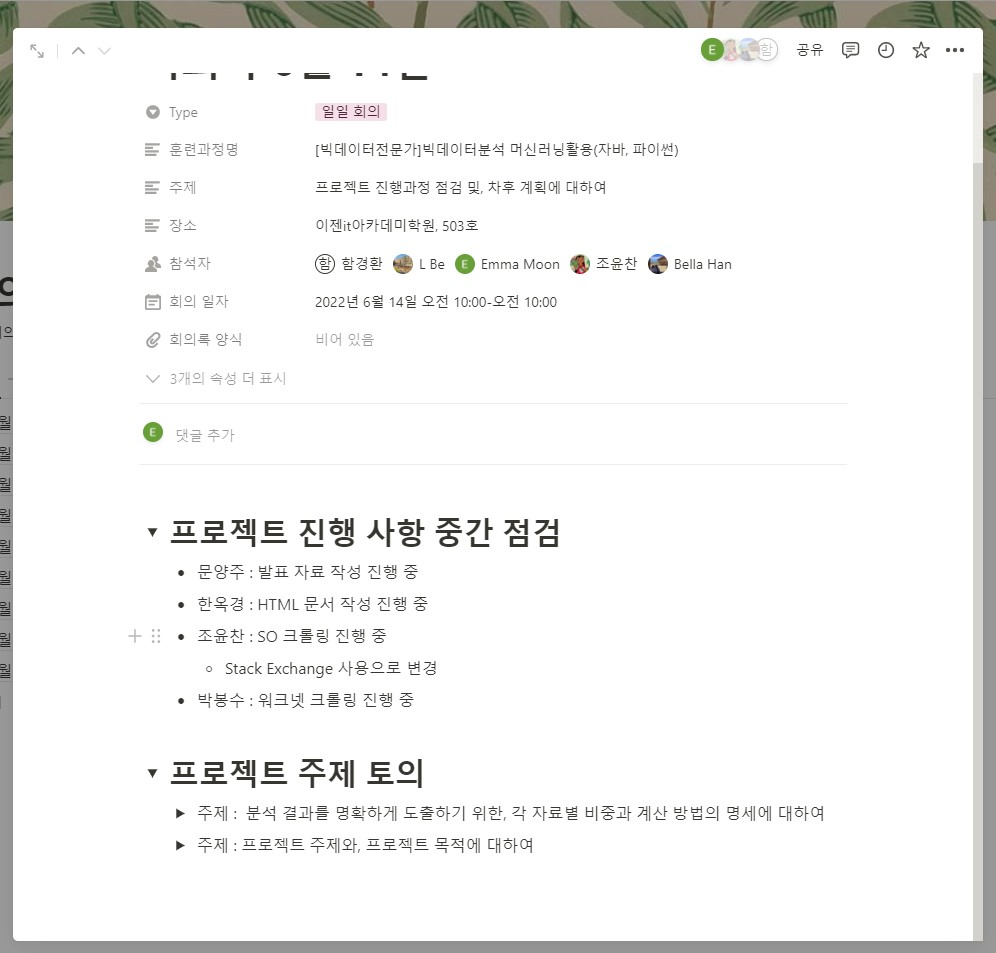 E 함 공유
Type 일일 회의
훈련과정명 [빅데이터전문가]빅데이터분석 머신러닝활용(자바, 파이썬)
주제 프로젝트 진행과정 점검 및, 차후 계획에 대하여
장소 이젠it아카데미학원, 503호
참석자 함 함경환 L Be E Emma Moon 조윤찬 Bella Han
회의 일자 2022년 6월 14일 오전 10:00-오전 10:00
회의록 양식 비어 있음
3개의 속성 더 표시
E 댓글 추가
프로젝트 진행 사항 중간 점검
• 문양주 : 발표 자료 작성 진행 중
• 한옥경 : HTML 문서 작성 진행 중
• 조윤찬 : SO 크롤링 진행 중
◦ Stack Exchange 사용으로 변경
• 박봉수 : 워크넷 크롤링 진행 중
프로젝트 주제 토의
주제 : 분석 결과를 명확하게 도출하기 위한, 각 자료별 비중과 계산 방법의 명세에 대하여
주제 : 프로젝트 주제와, 프로젝트 목적에 대하여
월
월
월
월
월
월
월
월
월